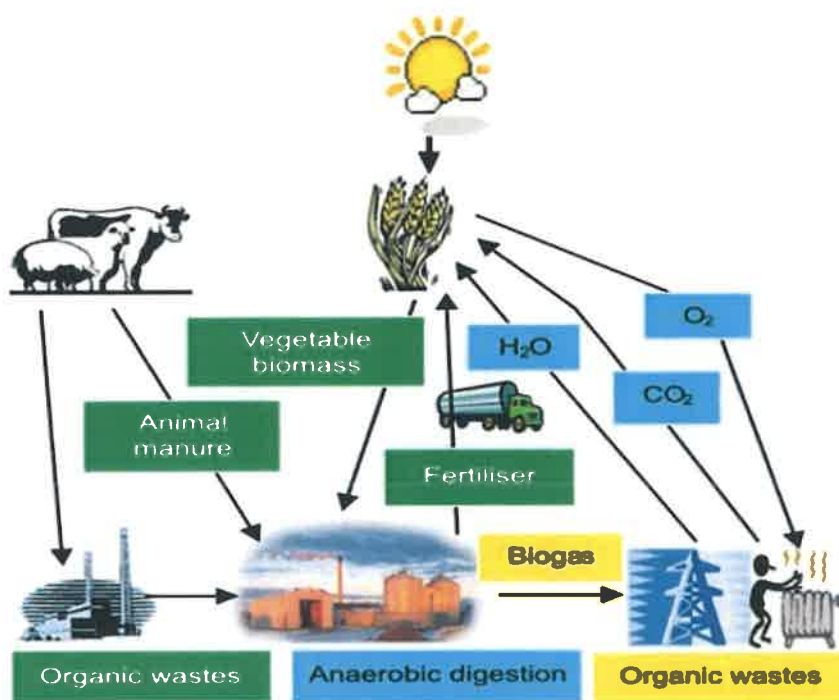 Vegetable
biomass
H₂O
O₂
CO₂
Animal
manure
Fertiliser
Biogas
Organic wastes
Anaerobic digestion
Organic wastes